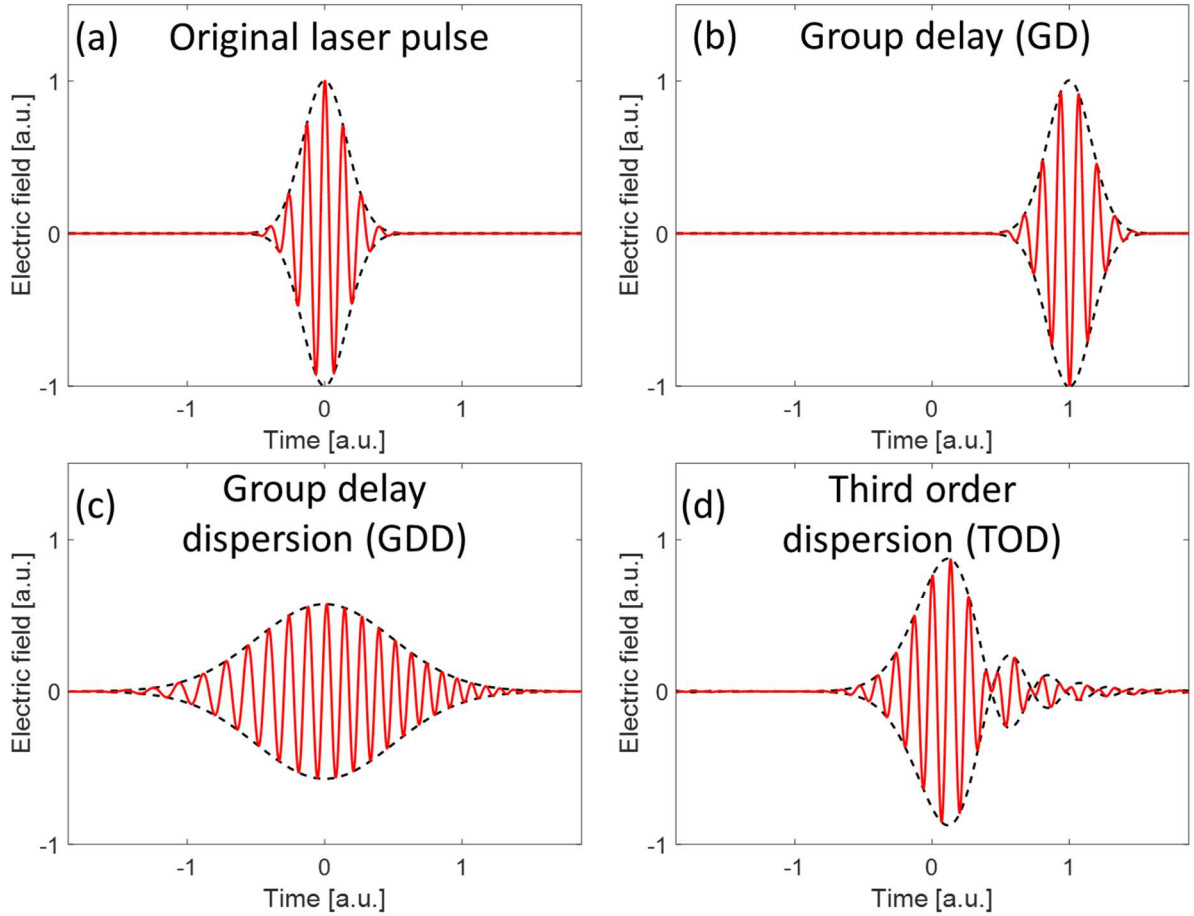 (a) Original laser pulse
1
0
-1
Electric field [a.u.]
-1 0 1
Time [a.u.]
(b) Group delay (GD)
1
0
-1
Electric field [a.u.]
-1 0 1
Time [a.u.]
(c) Group delay
dispersion (GDD)
1
0
-1
Electric field [a.u.]
-1 0 1
Time [a.u.]
(d) Third order
dispersion (TOD)
1
0
-1
Electric field [a.u.]
-1 0 1
Time [a.u.]